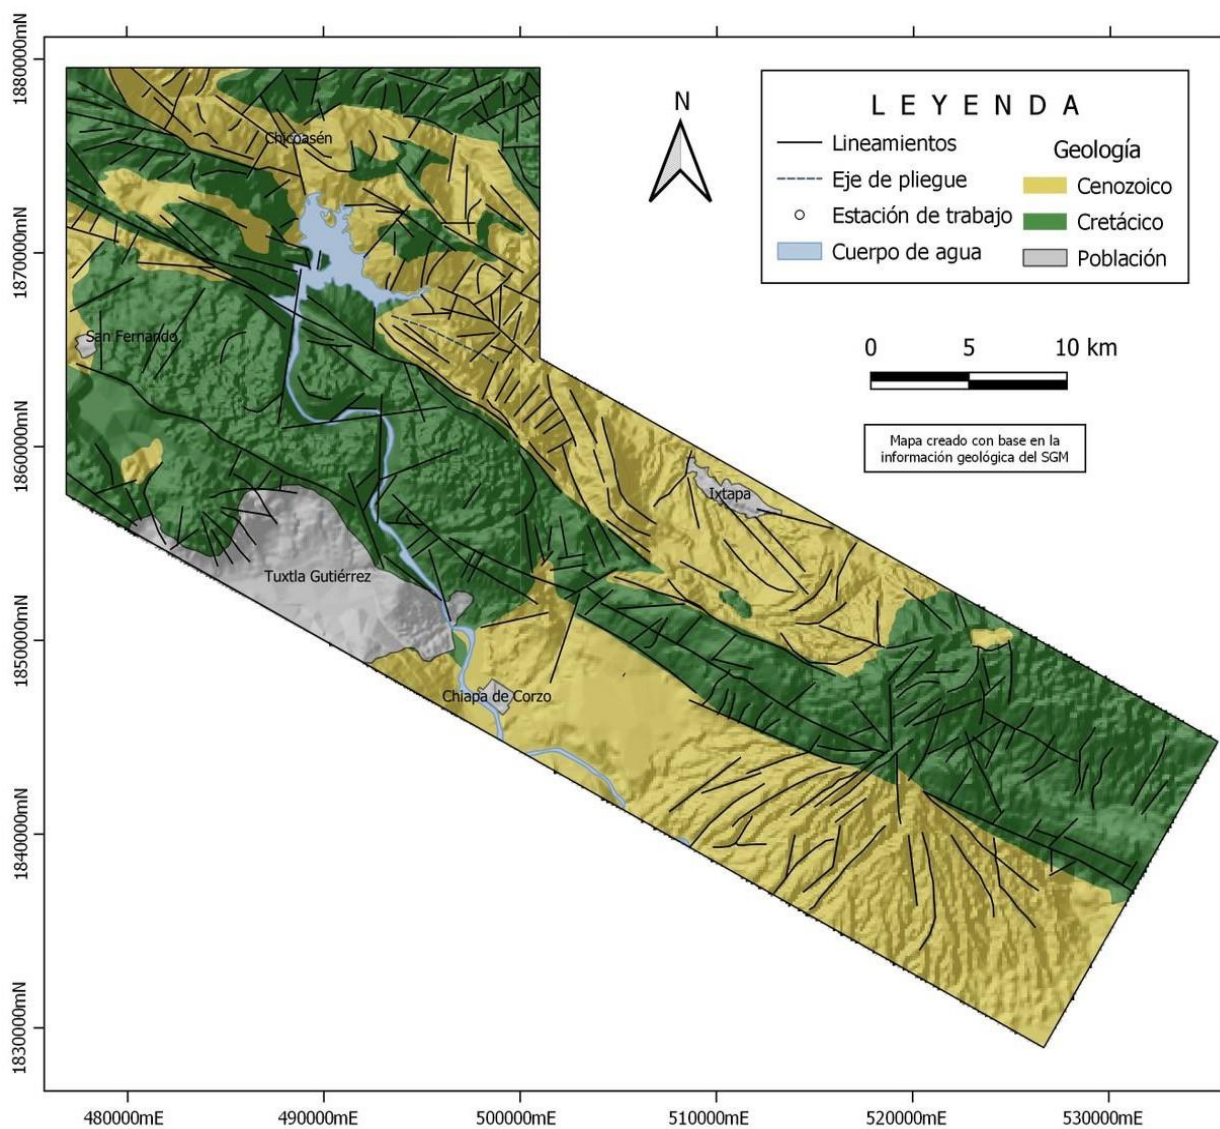 1880000mN
1870000mN
1860000mN
1850000mN
1840000mN
1830000mN
Chicoasén
San Fernando
Tuxtla Gutiérrez
Chiapa de Corzo
Ixtapa
N
L E Y E N D A
Lineamientos
Eje de pliegue
Estación de trabajo
Cuerpo de agua
Geología
Cenozoico
Cretácico
Población
0 5 10 km
Mapa creado con base en la
información geológica del SGM
480000mE 490000mE 500000mE 510000mE 520000mE 530000mE